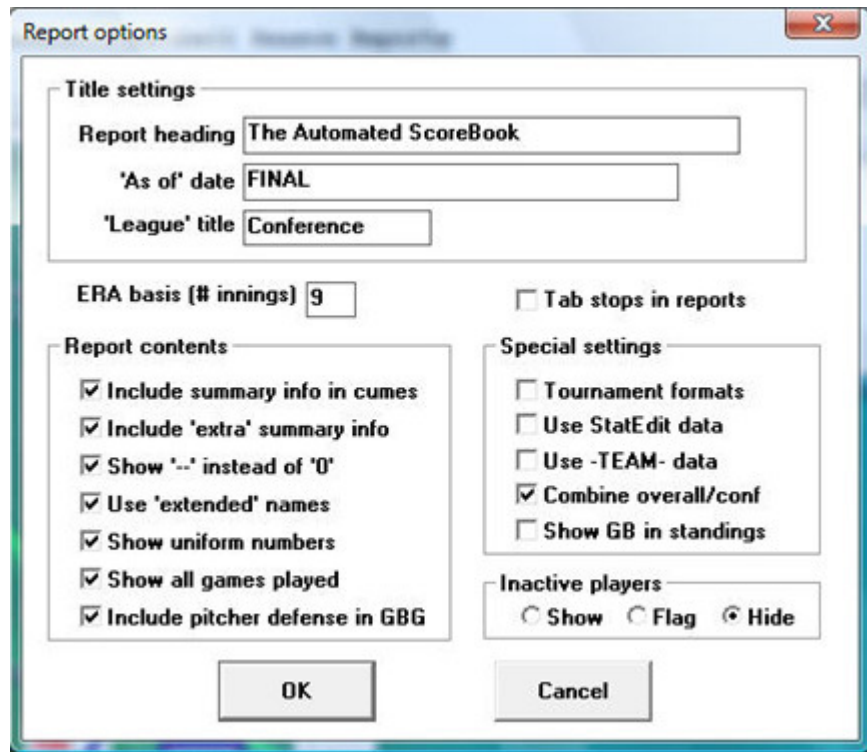 Report options
Title settings
Report heading The Automated ScoreBook
'As of' date FINAL
'League' title Conference
ERA basis (# innings) 9
Tab stops in reports
Report contents
Include summary info in cumes
Include 'extra' summary info
Show '--' instead of '0'
Use 'extended' names
Show uniform numbers
Show all games played
Include pitcher defense in GBG
Special settings
Tournament formats
Use StatEdit data
Use -TEAM- data
Combine overall/conf
Show GB in standings
Inactive players
Show Flag Hide
OK Cancel